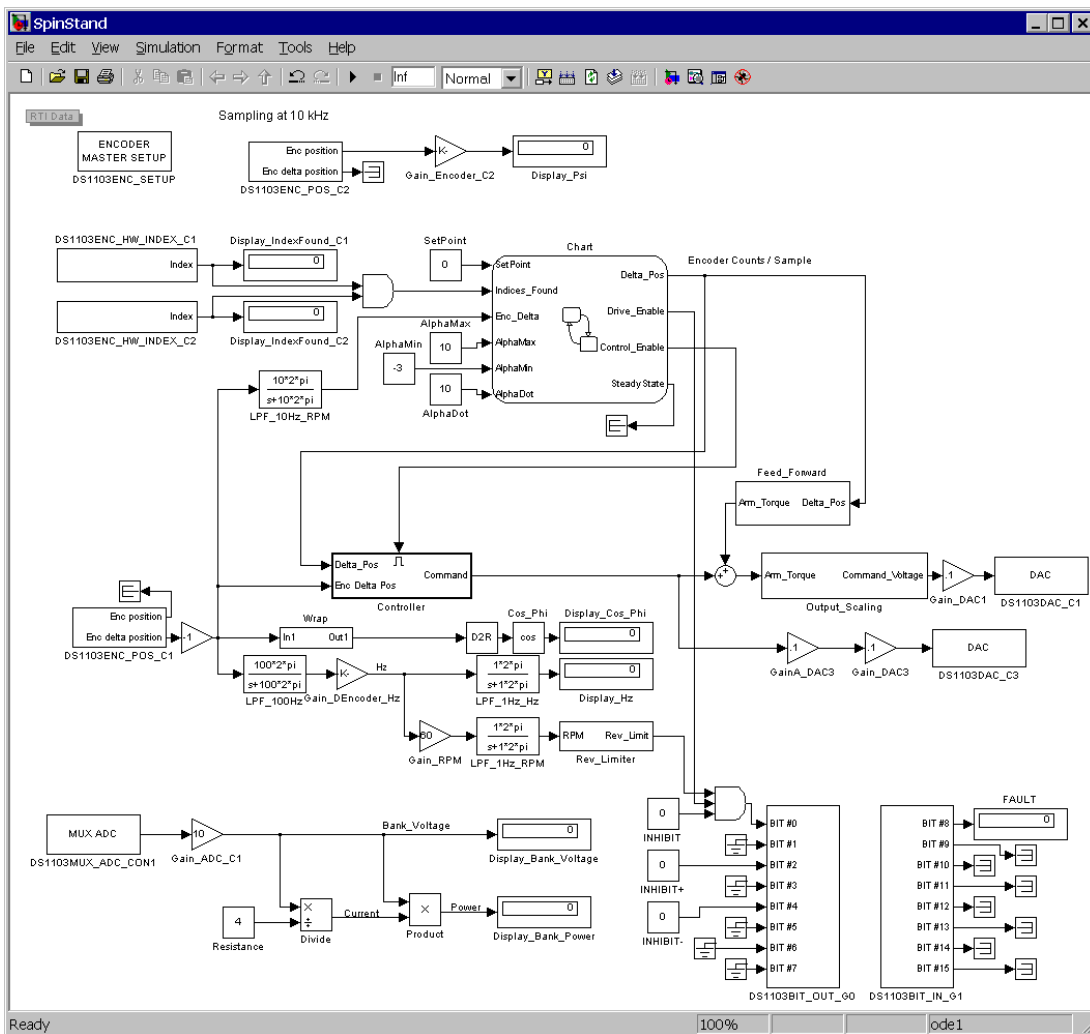 SpinStand
File Edit View Simulation Format Tools Help
Inf Normal
RTI Data
Sampling at 10 kHz
ENCODER
MASTER SETUP
DS1103ENC_SETUP
Enc position
Enc delta position
DS1103ENC_POS_C2
K-
Gain_Encoder_C2
0
Display_Psi
DS1103ENC_HW_INDEX_C1
Index
Display_IndexFound_C1
0
Index
DS1103ENC_HW_INDEX_C2
0
Display_IndexFound_C2
SetPoint
0
AlphaMax
10
AlphaMin
-3
10
AlphaDot
Chart
SetPoint
Indices_Found
Enc_Delta
AlphaMax
AlphaMin
AlphaDot
Delta_Pos
Drive_Enable
Control_Enable
Steady State
Encoder Counts / Sample
10*2*pi
s+10*2*pi
LPF_10Hz_RPM
Feed_Forward
Arm_Torque Delta_Pos
Delta_Pos
Enc Delta Pos
Command
Controller
+
+
Arm_Torque Command_Voltage
Output_Scaling
.1
Gain_DAC1
DAC
DS1103DAC_C1
Enc position
Enc delta position
DS1103ENC_POS_C1
-1
Wrap
In1 Out1
D2R
Cos_Phi
cos
Display_Cos_Phi
0
.1
GainA_DAC3
.1
Gain_DAC3
DAC
DS1103DAC_C3
100*2*pi
s+100*2*pi
LPF_100Hz
K-
Gain_DEncoder_Hz
Hz
1*2*pi
s+1*2*pi
LPF_1Hz_Hz
0
Display_Hz
60
Gain_RPM
1*2*pi
s+1*2*pi
LPF_1Hz_RPM
RPM Rev_Limit
Rev_Limiter
MUX ADC
DS1103MUX_ADC_CON1
10
Gain_ADC_C1
Bank_Voltage
0
Display_Bank_Voltage
4
Resistance
×
÷
Divide
Current
×
Product
Power
0
Display_Bank_Power
0
INHIBIT
0
INHIBIT+
0
INHIBIT-
BIT #0
BIT #1
BIT #2
BIT #3
BIT #4
BIT #5
BIT #6
BIT #7
DS1103BIT_OUT_G0
BIT #8
BIT #9
BIT #10
BIT #11
BIT #12
BIT #13
BIT #14
BIT #15
DS1103BIT_IN_G1
FAULT
0
Ready 100% ode1